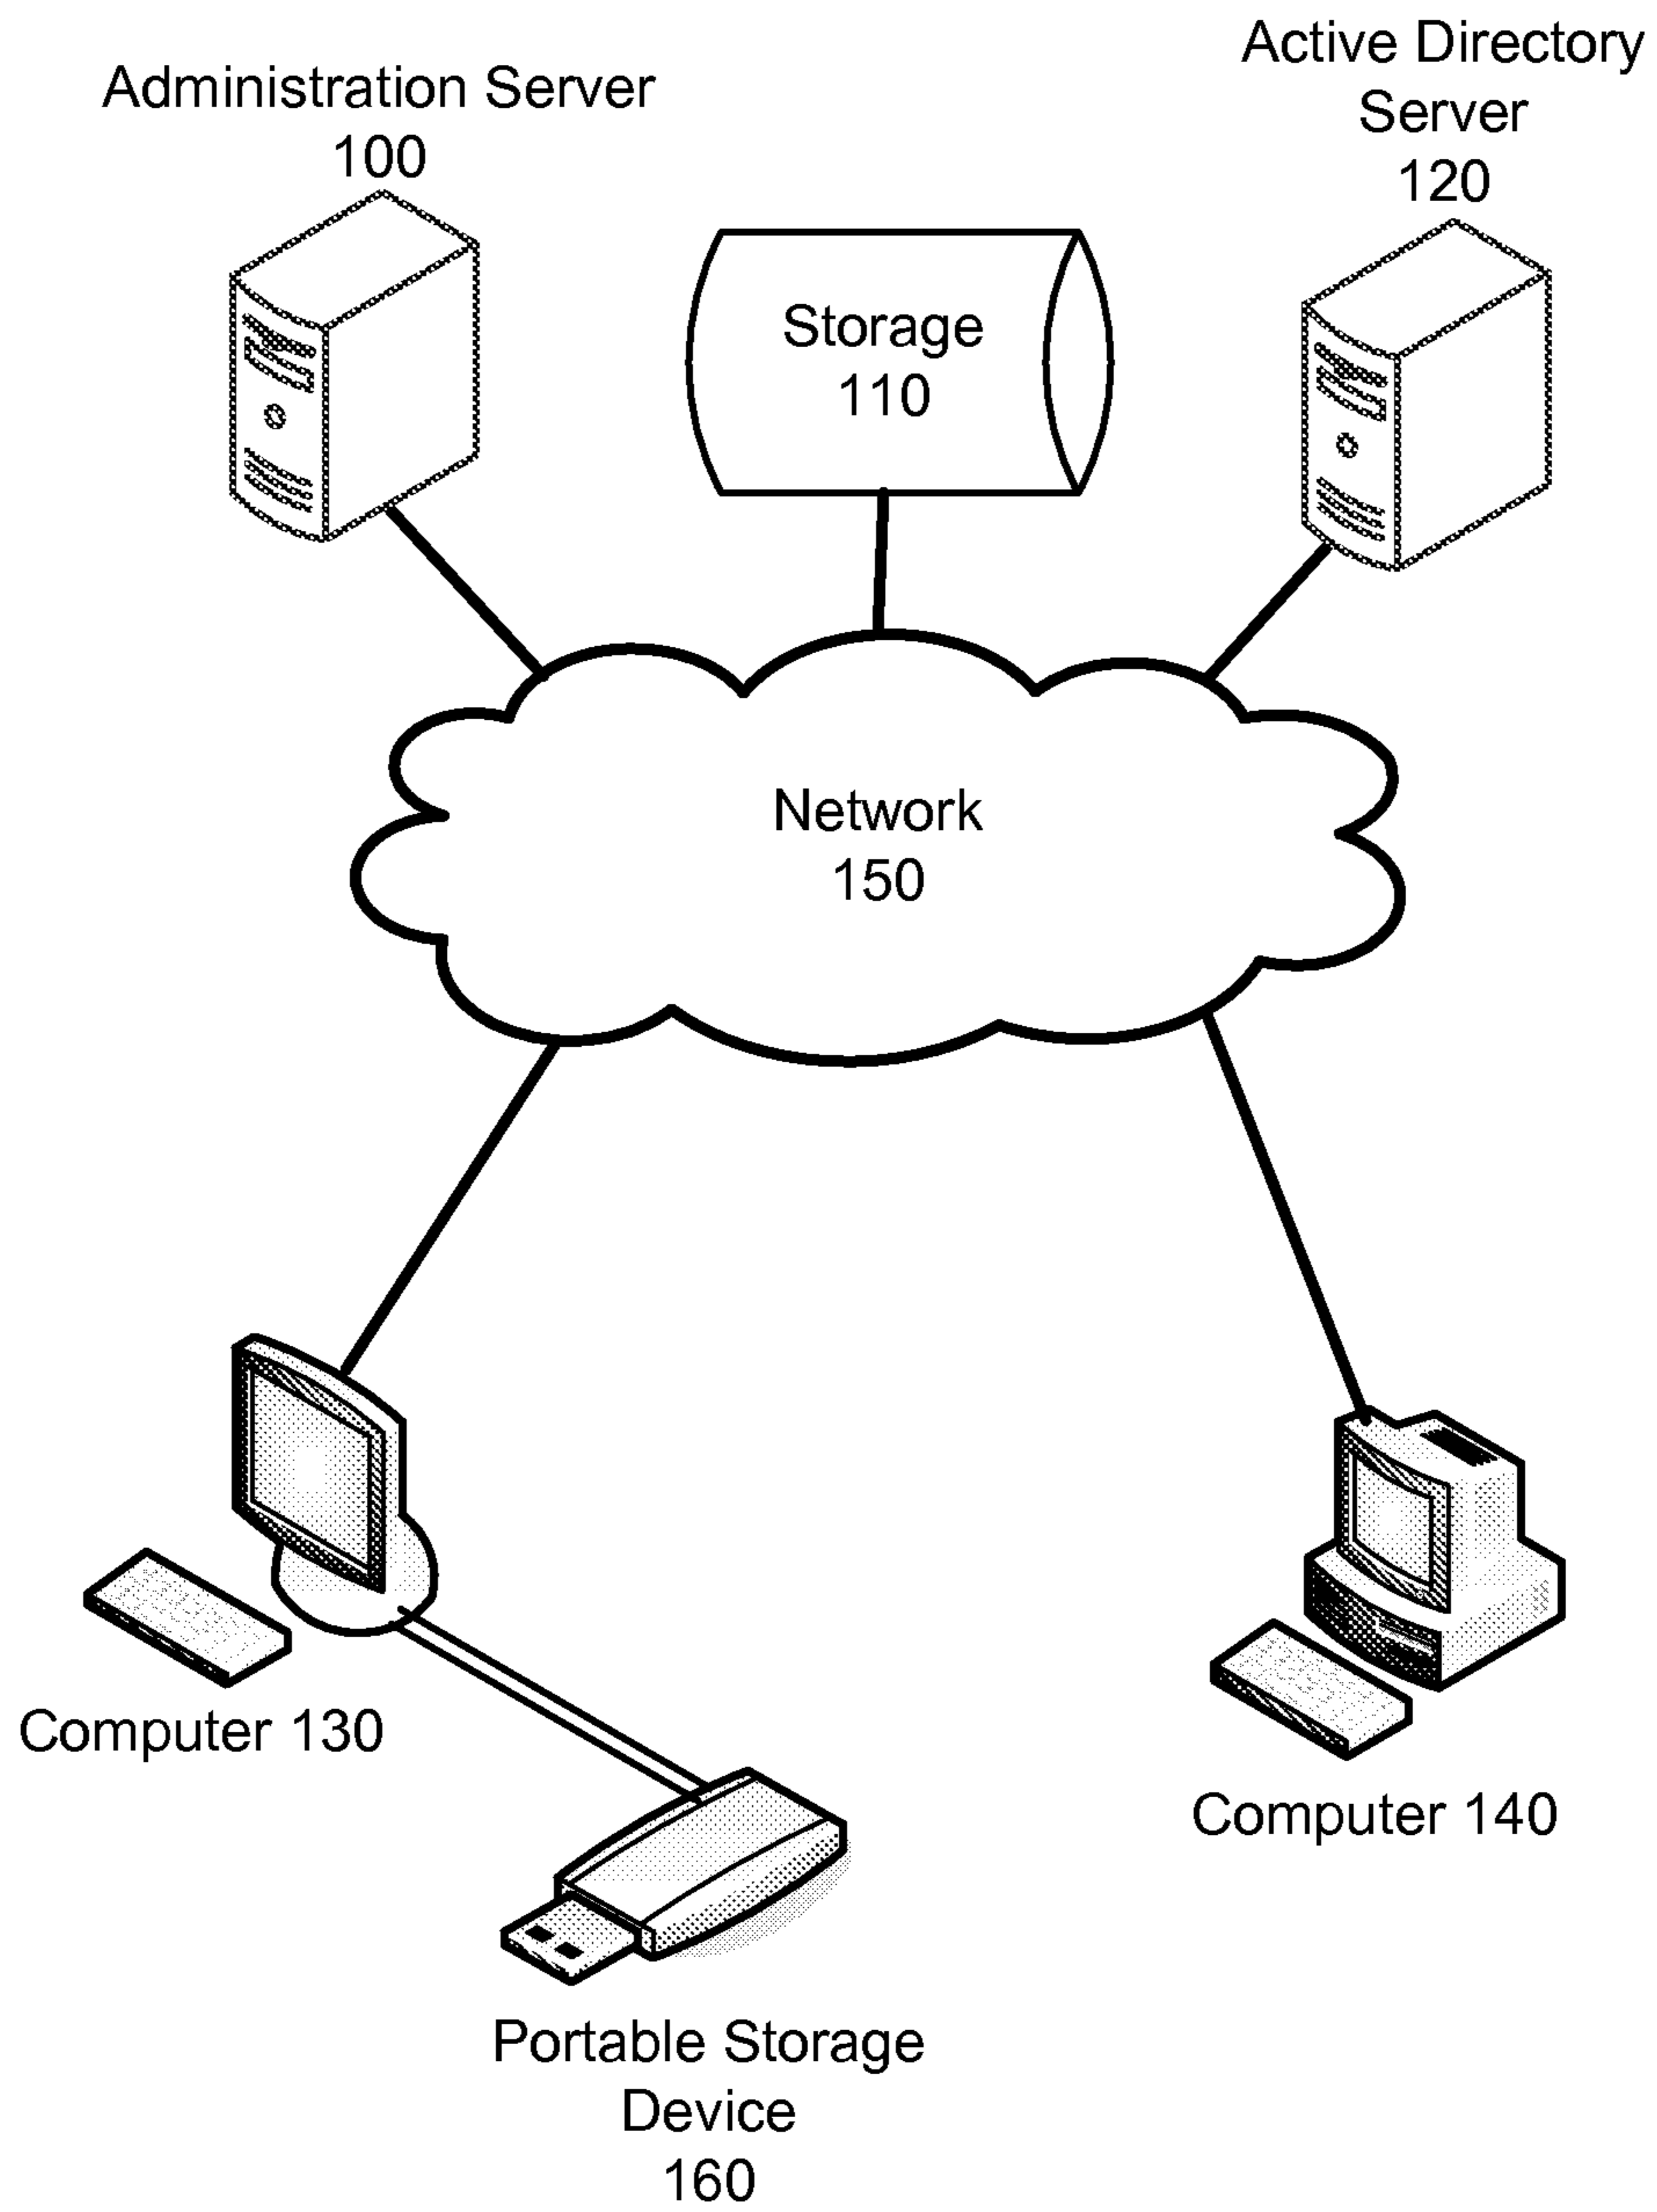 Administration Server
100
Active Directory
Server
120
Storage
110
Network
150
Computer 130
Computer 140
Portable Storage
Device
160